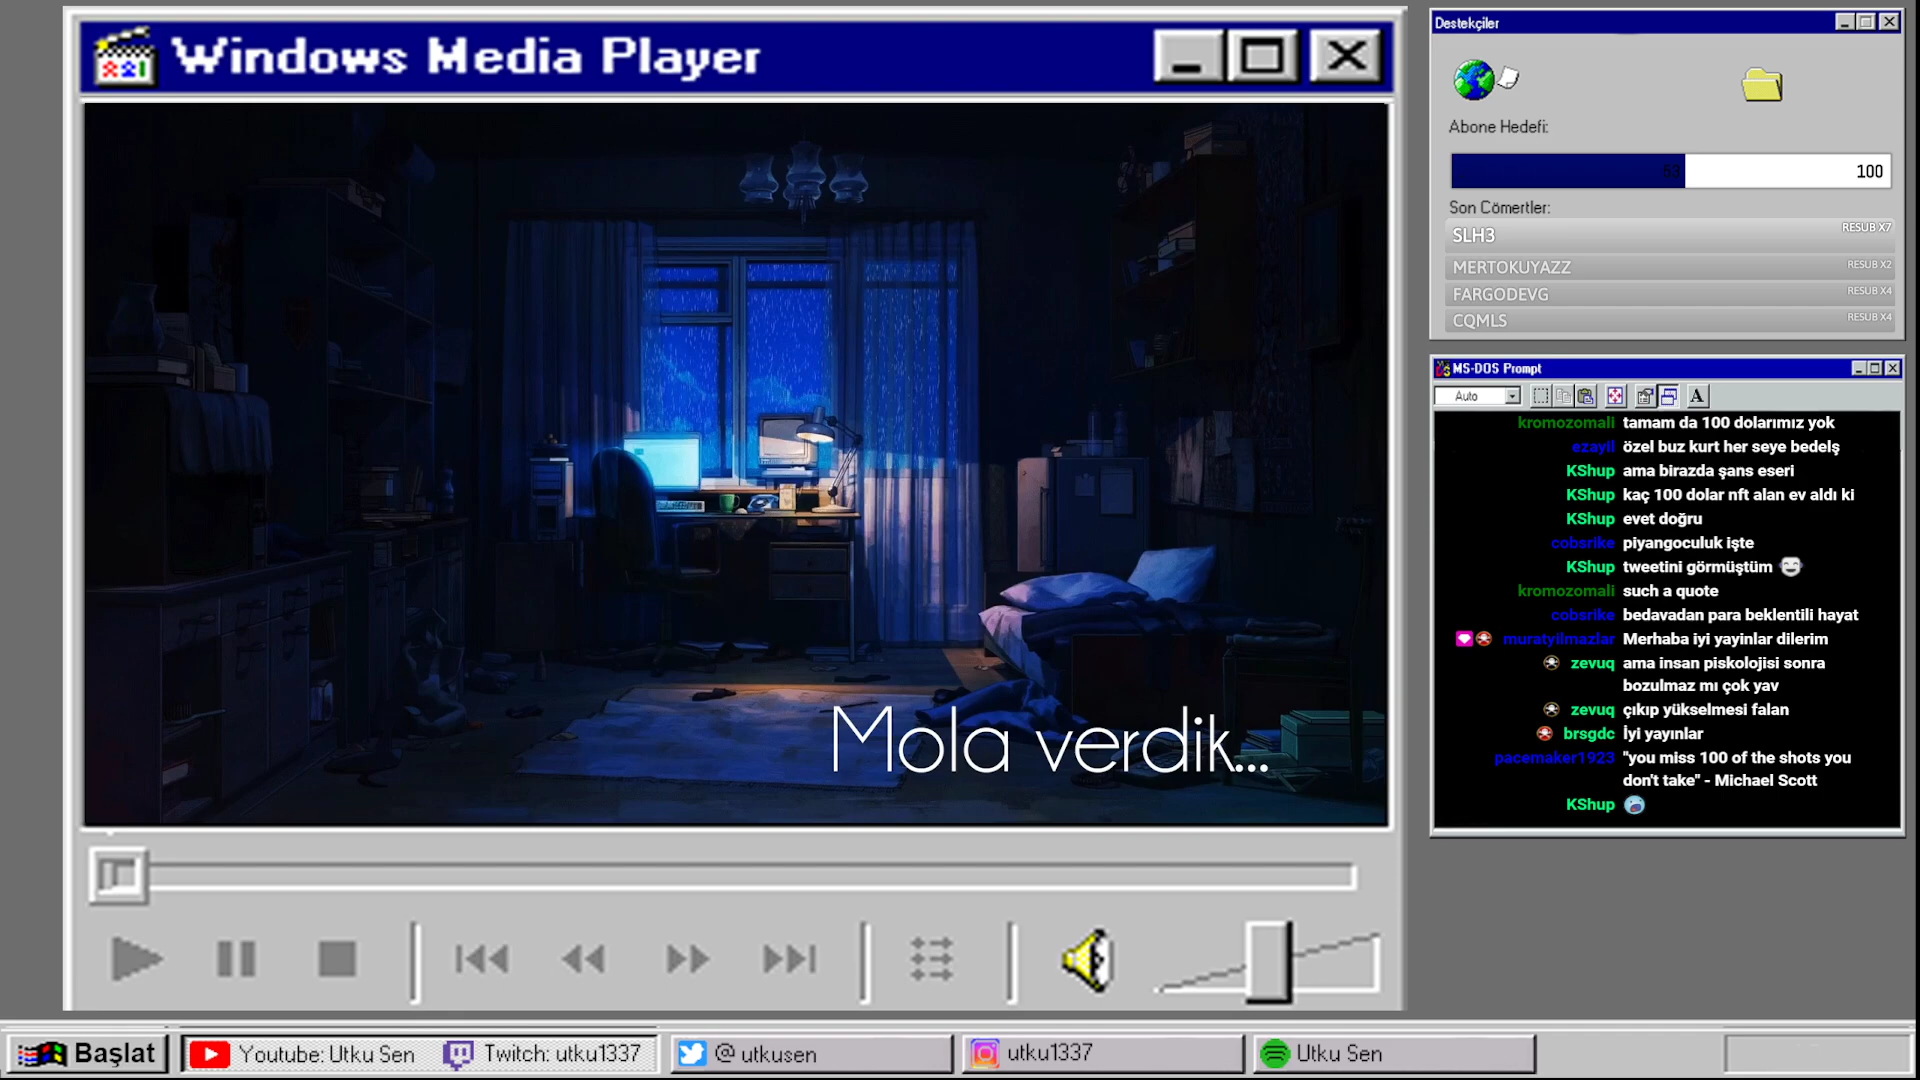 Windows Media Player
Mola verdik...
Destekçiler
Abone Hedefi:
53
100
Son Cömertler:
SLH3 RESUB X7
MERTOKUYAZZ RESUB X2
FARGODEVG RESUB X4
CQMLS RESUB X4
MS-DOS Prompt
Auto
A
kromozomali tamam da 100 dolarımız yok
ezayil özel buz kurt her seye bedelş
KShup ama birazda şans eseri
KShup kaç 100 dolar nft alan ev aldı ki
KShup evet doğru
cobsrike piyangoculuk işte
KShup tweetini görmüştüm
kromozomali such a quote
cobsrike bedavadan para beklentili hayat
muratyilmazlar Merhaba iyi yayinlar dilerim
zevuq ama insan piskolojisi sonra
bozulmaz mı çok yav
zevuq çıkıp yükselmesi falan
brsgdc İyi yayınlar
pacemaker1923 "you miss 100 of the shots you
don't take" - Michael Scott
KShup
Başlat
Youtube: Utku Sen
Twitch: utku1337
@utkusen
utku1337
Utku Sen